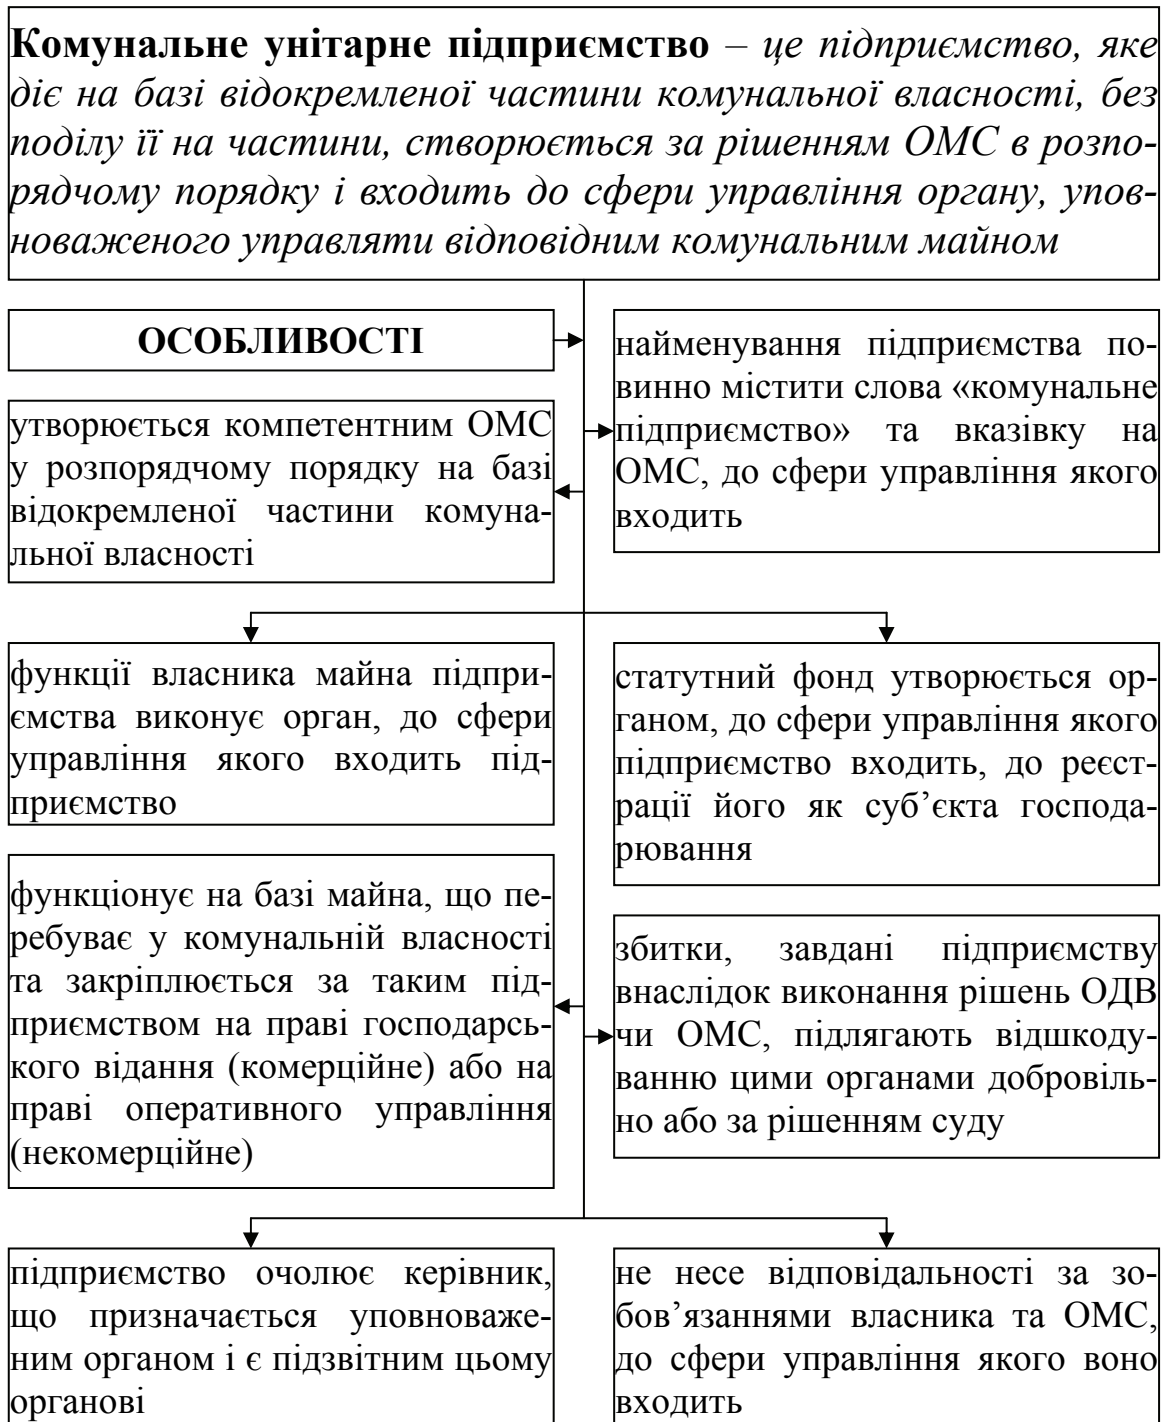 Комунальне унітарне підприємство – це підприємство, яке
діє на базі відокремленої частини комунальної власності, без
поділу її на частини, створюється за рішенням ОМС в розпо-
рядчому порядку і входить до сфери управління органу, упов-
новаженого управляти відповідним комунальним майном
ОСОБЛИВОСТІ
найменування підприємства по-
винно містити слова «комунальне
підприємство» та вказівку на
ОМС, до сфери управління якого
входить
утворюється компетентним ОМС
у розпорядчому порядку на базі
відокремленої частини комуна-
льної власності
функції власника майна підпри-
ємства виконує орган, до сфери
управління якого входить під-
приємство
статутний фонд утворюється ор-
ганом, до сфери управління якого
підприємство входить, до реєст-
рації його як суб’єкта господа-
рювання
функціонує на базі майна, що пе-
ребуває у комунальній власності
та закріплюється за таким під-
приємством на праві господарсь-
кого відання (комерційне) або на
праві оперативного управління
(некомерційне)
збитки, завдані підприємству
внаслідок виконання рішень ОДВ
чи ОМС, підлягають відшкоду-
ванню цими органами добровіль-
но або за рішенням суду
підприємство очолює керівник,
що призначається уповноваже-
ним органом і є підзвітним цьому
органові
не несе відповідальності за зо-
бов’язаннями власника та ОМС,
до сфери управління якого воно
входить